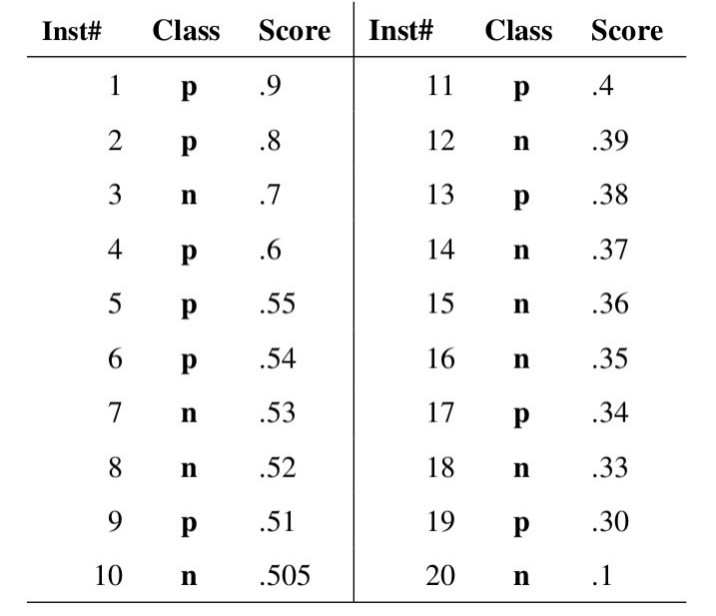 Inst# Class Score Inst# Class Score
1 p .9 11 p .4
2 p .8 12 n .39
3 n .7 13 p .38
4 p .6 14 n .37
5 p .55 15 n .36
6 p .54 16 n .35
7 n .53 17 p .34
8 n .52 18 n .33
9 p .51 19 p .30
10 n .505 20 n .1